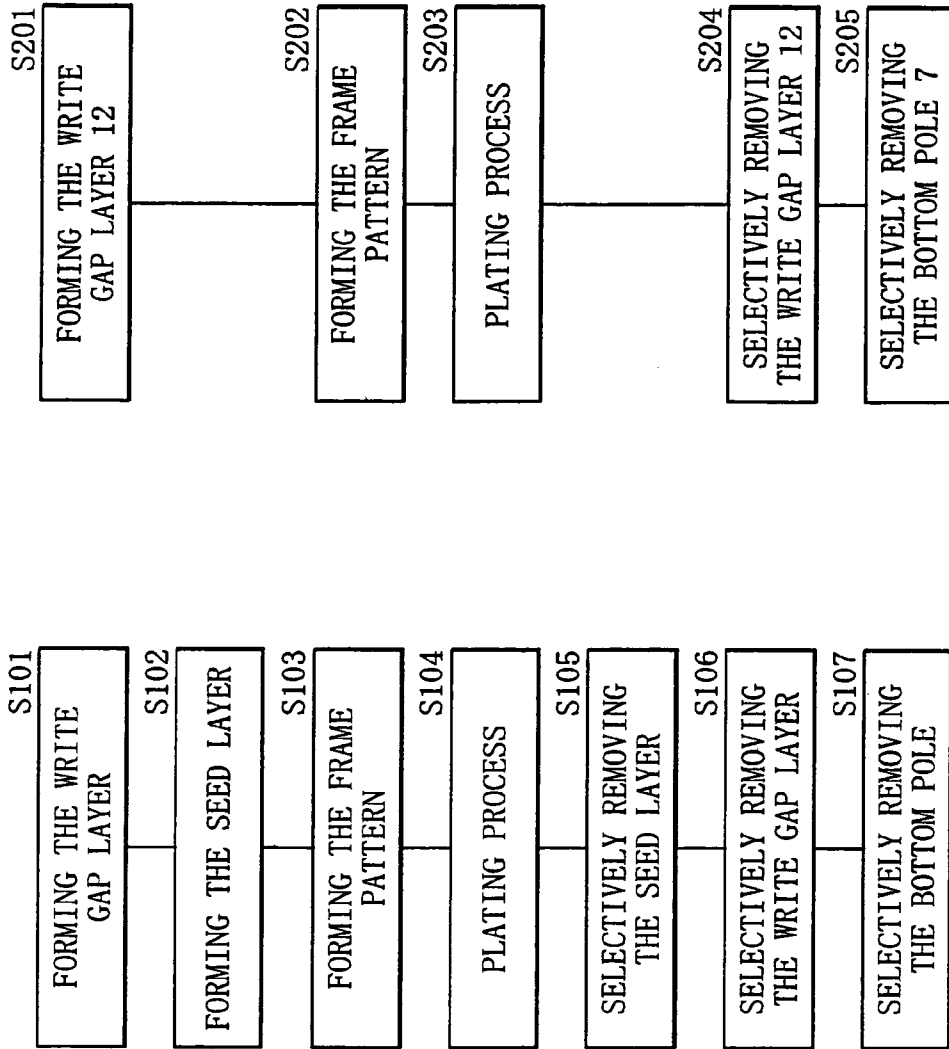 S101
FORMING THE WRITE
GAP LAYER
S102
FORMING THE SEED LAYER
S103
FORMING THE FRAME
PATTERN
S104
PLATING PROCESS
S105
SELECTIVELY REMOVING
THE SEED LAYER
S106
SELECTIVELY REMOVING
THE WRITE GAP LAYER
S107
SELECTIVELY REMOVING
THE BOTTOM POLE
S201
FORMING THE WRITE
GAP LAYER 12
S202
FORMING THE FRAME
PATTERN
S203
PLATING PROCESS
S204
SELECTIVELY REMOVING
THE WRITE GAP LAYER 12
S205
SELECTIVELY REMOVING
THE BOTTOM POLE 7